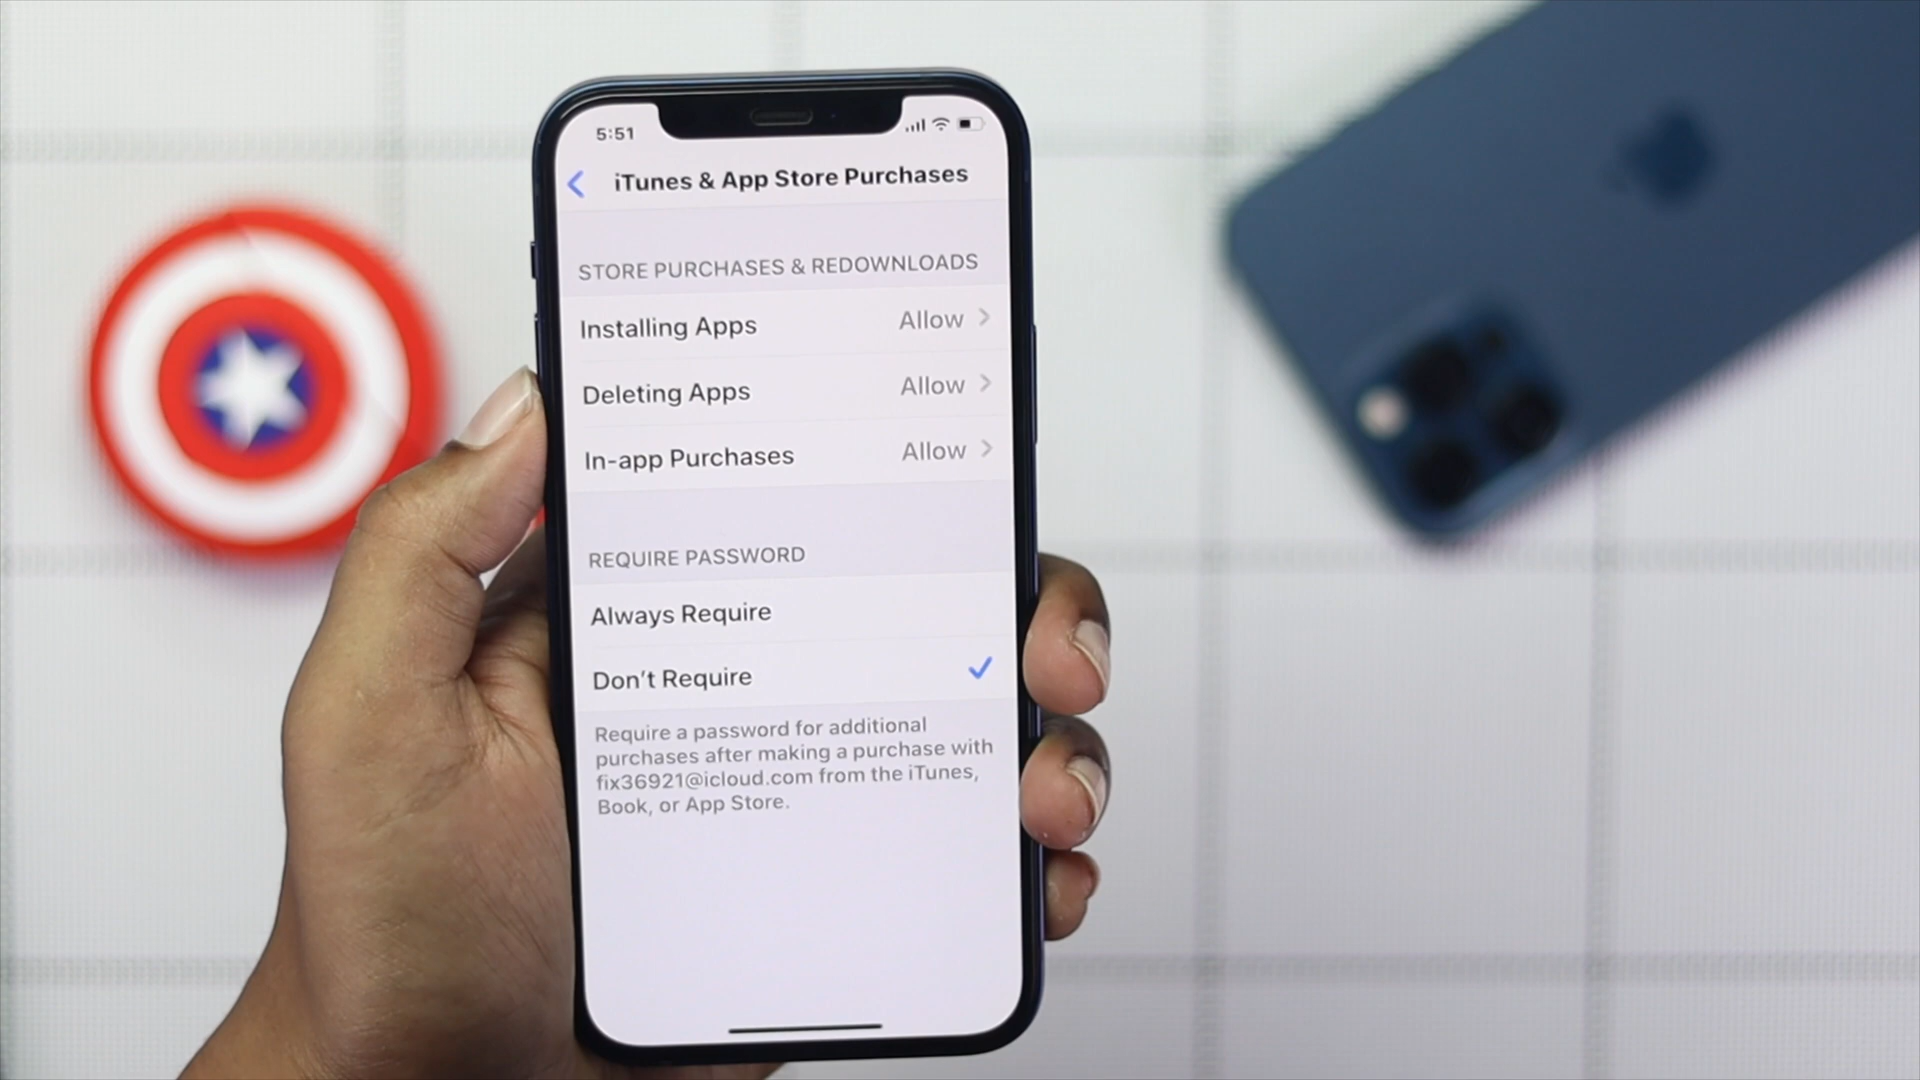 5:51
iTunes & App Store Purchases
STORE PURCHASES & REDOWNLOADS
Installing Apps Allow
Deleting Apps Allow
In-app Purchases Allow
REQUIRE PASSWORD
Always Require
Don't Require
Require a password for additional
purchases after making a purchase with
fix36921@icloud.com from the iTunes,
Book, or App Store.